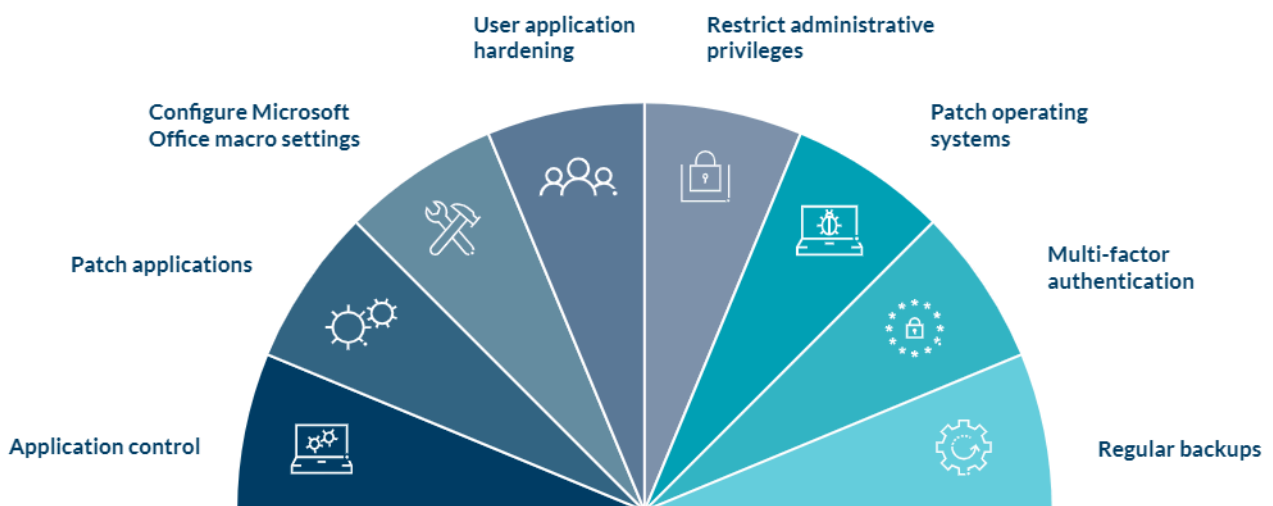 User application
hardening
Restrict administrative
privileges
Configure Microsoft
Office macro settings
Patch operating
systems
Patch applications
Multi-factor
authentication
Application control
Regular backups